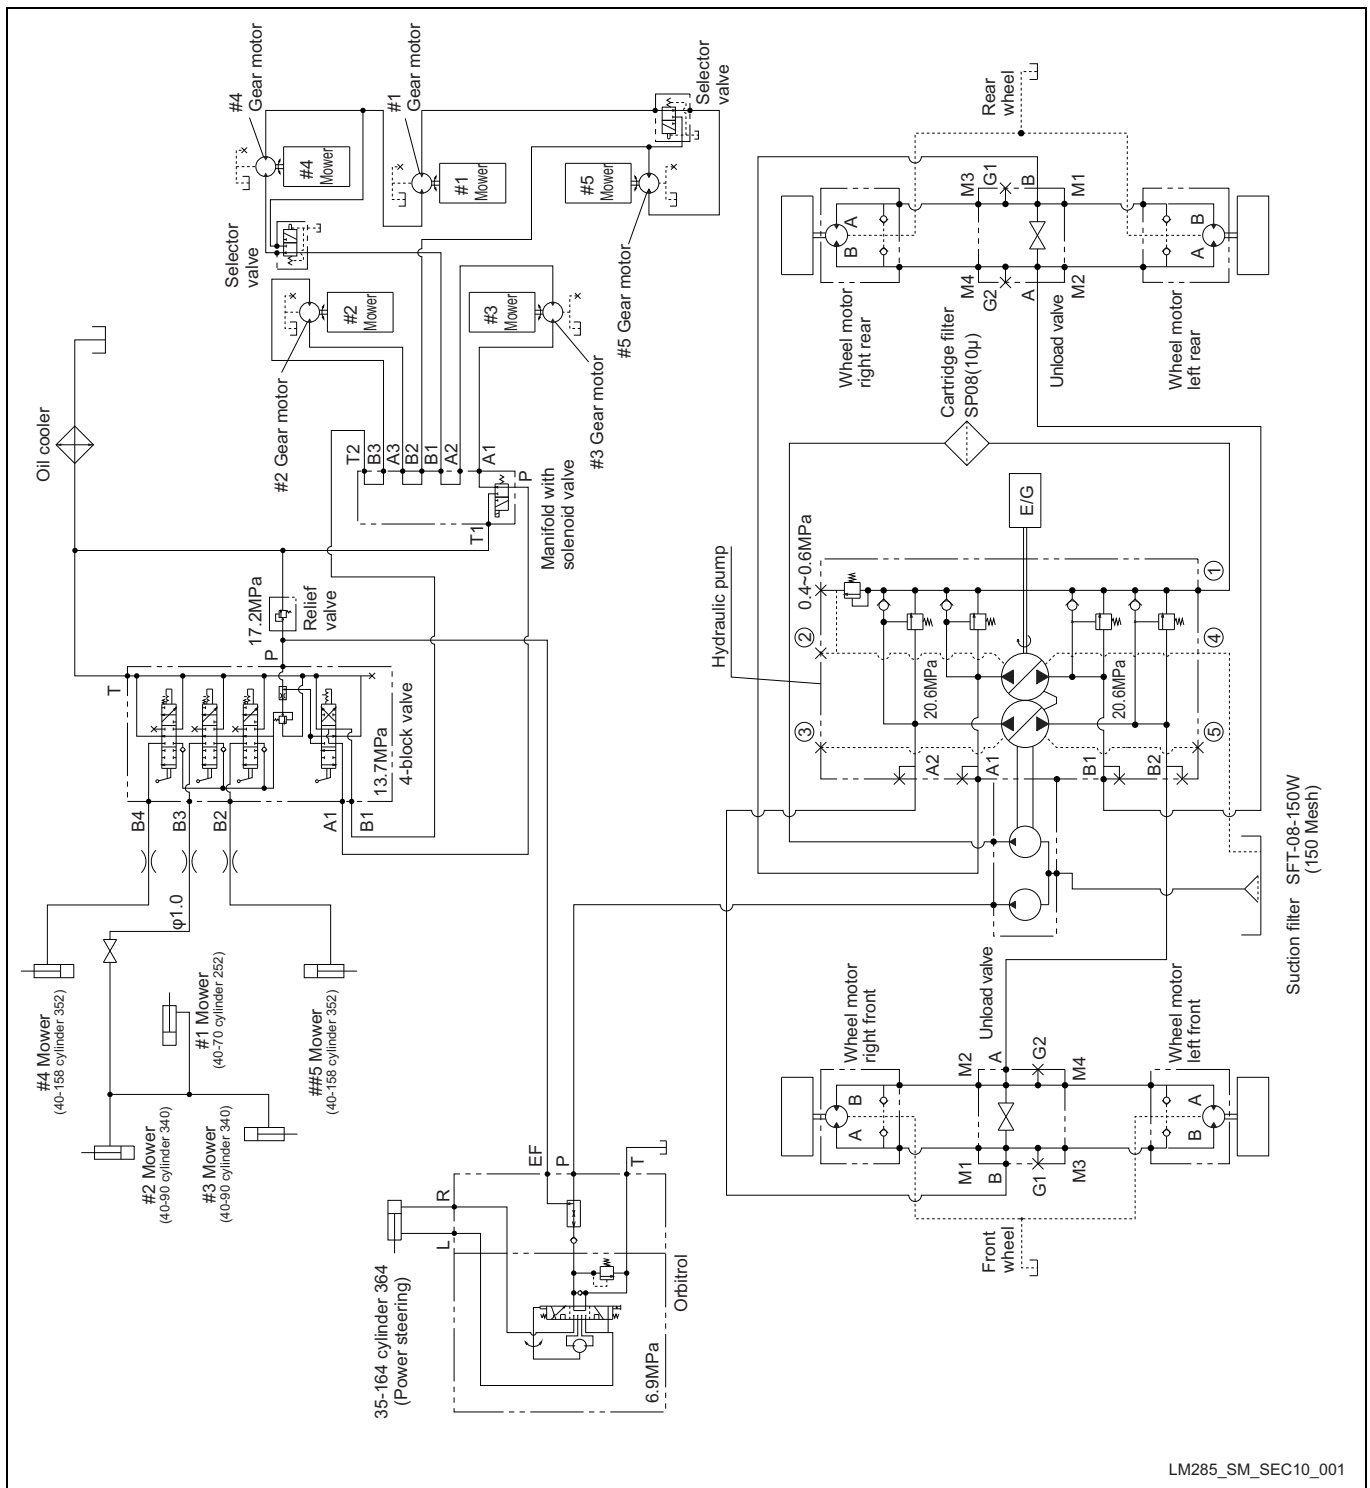 #4
Gear motor
#1
Gear motor
Selector
valve
#4
Mower
#1
Mower
#5
Mower
Selector
valve
#2
Mower
#3
Mower
#5 Gear motor
#2 Gear motor
#3 Gear motor
Oil cooler
T2
B3
A3
B2
B1
A2
A1
P
T1
Manifold with
solenoid valve
17.2MPa
Relief
valve
P
T
13.7MPa
4-block valve
B4
B3
B2
A1
B1
φ1.0
#4 Mower
(40-158 cylinder 352)
#1 Mower
(40-70 cylinder 252)
##5 Mower
(40-158 cylinder 352)
#2 Mower
(40-90 cylinder 340)
#3 Mower
(40-90 cylinder 340)
EF
P
T
R
L
35-164 cylinder 364
(Power steering)
Orbitrol
6.9MPa
Rear
wheel
M3
G1
B
M1
A
B
B
A
M4
G2
A
M2
Wheel motor
right rear
Unload valve
Wheel motor
left rear
Cartridge filter
SP08(10μ)
E/G
Hydraulic pump
0.4~0.6MPa
①
②
④
20.6MPa
20.6MPa
③
⑤
A2
A1
B1
B2
Suction filter SFT-08-150W
(150 Mesh)
Unload valve
Wheel motor
right front
Wheel motor
left front
M2
A
G2
M4
B
A
A
B
M1
B
G1
M3
Front
wheel
LM285_SM_SEC10_001